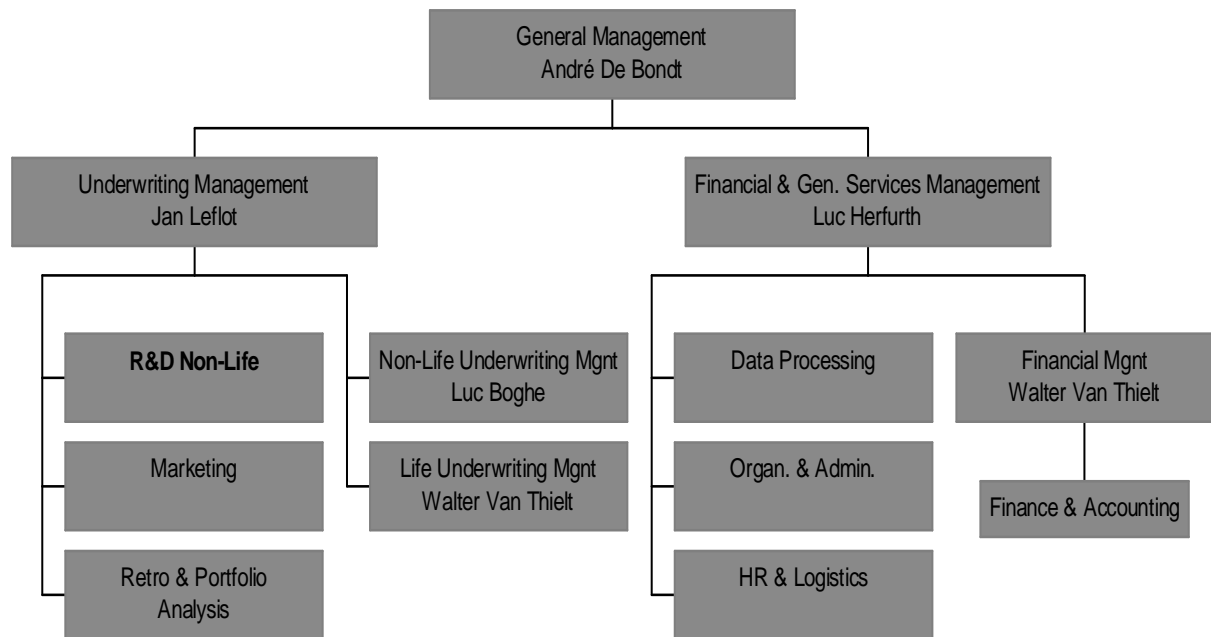 General Management
André De Bondt
Underwriting Management
Jan Leflot
Financial & Gen. Services Management
Luc Herfurth
R&D Non-Life
Non-Life Underwriting Mgnt
Luc Boghe
Data Processing
Financial Mgnt
Walter Van Thielt
Marketing
Life Underwriting Mgnt
Walter Van Thielt
Organ. & Admin.
Finance & Accounting
Retro & Portfolio
Analysis
HR & Logistics